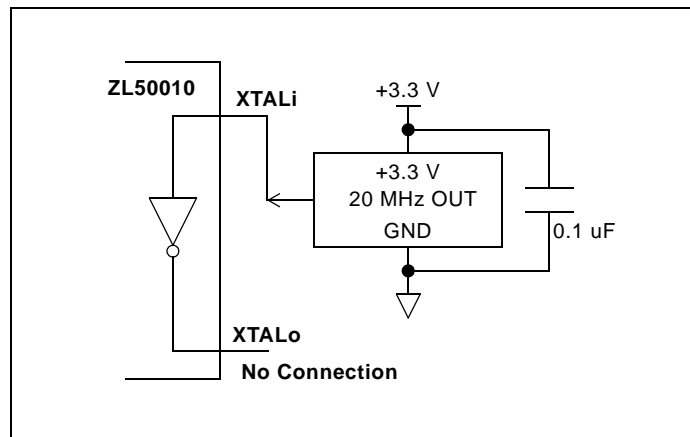 ZL50010
XTALi
+3.3 V
+3.3 V
20 MHz OUT
GND
0.1 uF
XTALo
No Connection